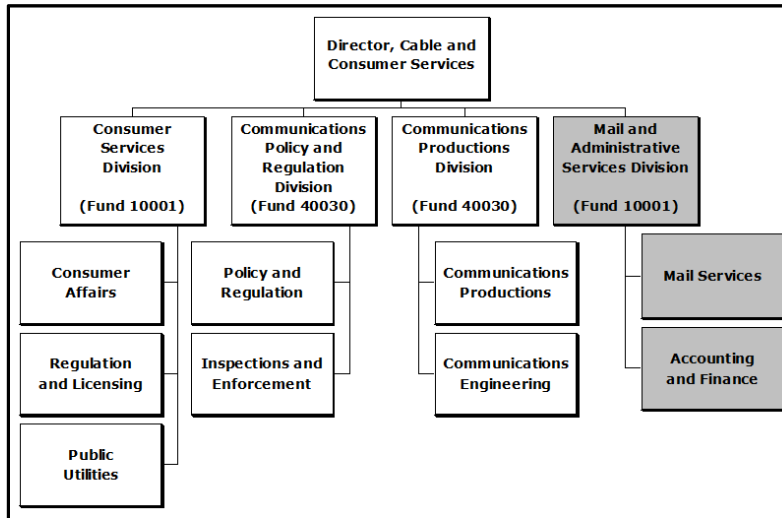 Director, Cable and
Consumer Services
Consumer
Services
Division
(Fund 10001)
Communications
Policy and
Regulation
Division
(Fund 40030)
Communications
Productions
Division
(Fund 40030)
Mail and
Administrative
Services Division
(Fund 10001)
Consumer
Affairs
Policy and
Regulation
Communications
Productions
Mail Services
Regulation
and Licensing
Inspections and
Enforcement
Communications
Engineering
Accounting
and Finance
Public
Utilities